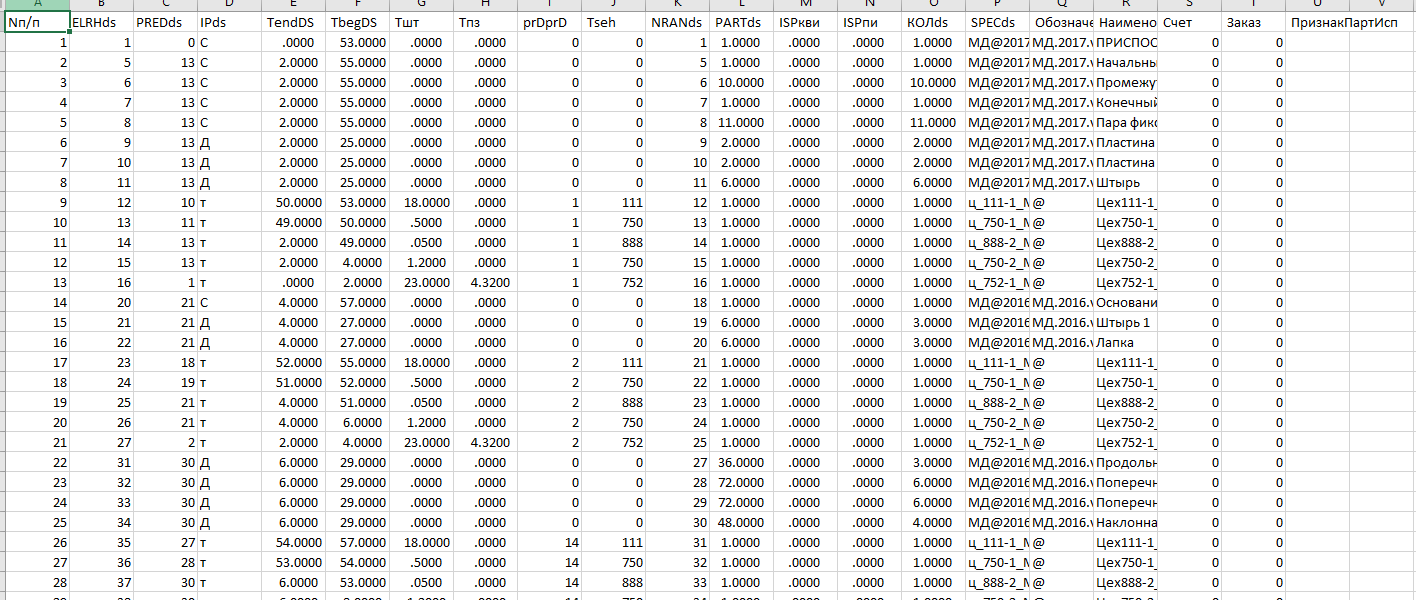 A B C D E F G H I J K L M N O P Q R S T U V
Nп/п ELRHds PREDds IPds TendDS TbegDS Тшт Тпз prDprD Tseh NRANds PARTds ISPкви ISPпи КОЛds SPECds Обознач Наимено Счет Заказ ПризнакПартИсп
1 1 0 С .0000 53.0000 .0000 .0000 0 0 1 1.0000 .0000 .0000 1.0000 МД@2017 МД.2017. ПРИСПОС 0 0
2 5 13 С 2.0000 55.0000 .0000 .0000 0 0 5 1.0000 .0000 .0000 1.0000 МД@2017 МД.2017. Начальны 0 0
3 6 13 С 2.0000 55.0000 .0000 .0000 0 0 6 10.0000 .0000 .0000 10.0000 МД@2017 МД.2017. Промежу 0 0
4 7 13 С 2.0000 55.0000 .0000 .0000 0 0 7 1.0000 .0000 .0000 1.0000 МД@2017 МД.2017. Конечный 0 0
5 8 13 С 2.0000 55.0000 .0000 .0000 0 0 8 11.0000 .0000 .0000 11.0000 МД@2017 МД.2017. Пара фикс 0 0
6 9 13 Д 2.0000 25.0000 .0000 .0000 0 0 9 2.0000 .0000 .0000 2.0000 МД@2017 МД.2017. Пластина 0 0
7 10 13 Д 2.0000 25.0000 .0000 .0000 0 0 10 2.0000 .0000 .0000 2.0000 МД@2017 МД.2017. Пластина 0 0
8 11 13 Д 2.0000 25.0000 .0000 .0000 0 0 11 6.0000 .0000 .0000 6.0000 МД@2017 МД.2017. Штырь 0 0
9 12 10 т 50.0000 53.0000 18.0000 .0000 1 111 12 1.0000 .0000 .0000 1.0000 ц_111-1_М @ Цех111-1_ 0 0
10 13 11 т 49.0000 50.0000 .5000 .0000 1 750 13 1.0000 .0000 .0000 1.0000 ц_750-1_М @ Цех750-1_ 0 0
11 14 13 т 2.0000 49.0000 .0500 .0000 1 888 14 1.0000 .0000 .0000 1.0000 ц_888-2_М @ Цех888-2_ 0 0
12 15 13 т 2.0000 4.0000 1.2000 .0000 1 750 15 1.0000 .0000 .0000 1.0000 ц_750-2_М @ Цех750-2_ 0 0
13 16 1 т .0000 2.0000 23.0000 4.3200 1 752 16 1.0000 .0000 .0000 1.0000 ц_752-1_М @ Цех752-1_ 0 0
14 20 21 С 4.0000 57.0000 .0000 .0000 0 0 18 1.0000 .0000 .0000 1.0000 МД@2016 МД.2016. Основани 0 0
15 21 21 Д 4.0000 27.0000 .0000 .0000 0 0 19 6.0000 .0000 .0000 3.0000 МД@2016 МД.2016. Штырь 1 0 0
16 22 21 Д 4.0000 27.0000 .0000 .0000 0 0 20 6.0000 .0000 .0000 3.0000 МД@2016 МД.2016. Лапка 0 0
17 23 18 т 52.0000 55.0000 18.0000 .0000 2 111 21 1.0000 .0000 .0000 1.0000 ц_111-1_М @ Цех111-1_ 0 0
18 24 19 т 51.0000 52.0000 .5000 .0000 2 750 22 1.0000 .0000 .0000 1.0000 ц_750-1_М @ Цех750-1_ 0 0
19 25 21 т 4.0000 51.0000 .0500 .0000 2 888 23 1.0000 .0000 .0000 1.0000 ц_888-2_М @ Цех888-2_ 0 0
20 26 21 т 4.0000 6.0000 1.2000 .0000 2 750 24 1.0000 .0000 .0000 1.0000 ц_750-2_М @ Цех750-2_ 0 0
21 27 2 т 2.0000 4.0000 23.0000 4.3200 2 752 25 1.0000 .0000 .0000 1.0000 ц_752-1_М @ Цех752-1_ 0 0
22 31 30 Д 6.0000 29.0000 .0000 .0000 0 0 27 36.0000 .0000 .0000 3.0000 МД@2016 МД.2016. Продольн 0 0
23 32 30 Д 6.0000 29.0000 .0000 .0000 0 0 28 72.0000 .0000 .0000 6.0000 МД@2016 МД.2016. Поперечн 0 0
24 33 30 Д 6.0000 29.0000 .0000 .0000 0 0 29 72.0000 .0000 .0000 6.0000 МД@2016 МД.2016. Поперечн 0 0
25 34 30 Д 6.0000 29.0000 .0000 .0000 0 0 30 48.0000 .0000 .0000 4.0000 МД@2016 МД.2016. Наклонна 0 0
26 35 27 т 54.0000 57.0000 18.0000 .0000 14 111 31 1.0000 .0000 .0000 1.0000 ц_111-1_М @ Цех111-1_ 0 0
27 36 28 т 53.0000 54.0000 .5000 .0000 14 750 32 1.0000 .0000 .0000 1.0000 ц_750-1_М @ Цех750-1_ 0 0
28 37 30 т 6.0000 53.0000 .0500 .0000 14 888 33 1.0000 .0000 .0000 1.0000 ц_888-2_М @ Цех888-2_ 0 0